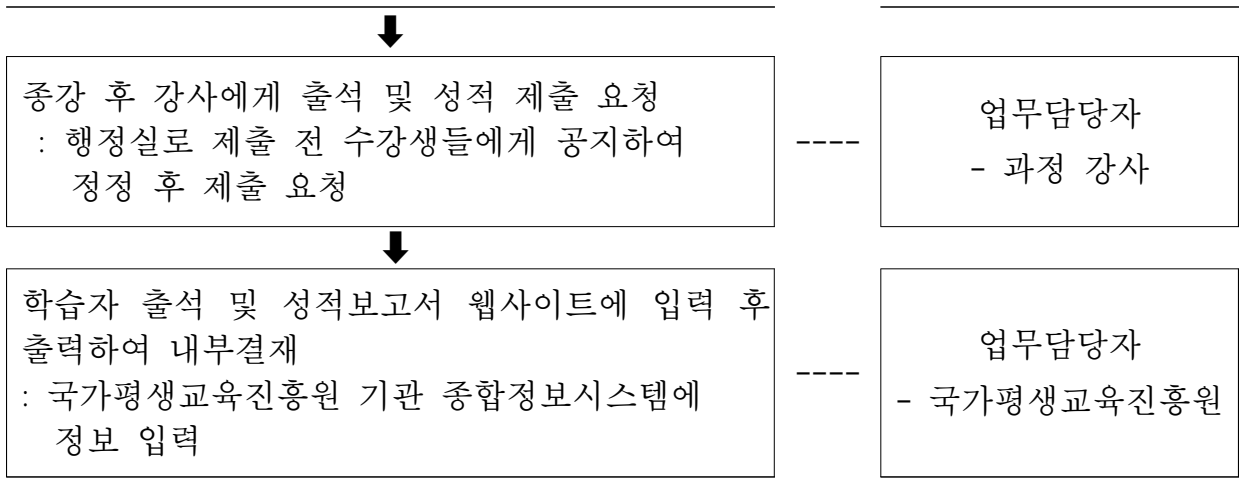 종강 후 강사에게 출석 및 성적 제출 요청
: 행정실로 제출 전 수강생들에게 공지하여
정정 후 제출 요청
업무담당자
- 과정 강사
학습자 출석 및 성적보고서 웹사이트에 입력 후
출력하여 내부결재
: 국가평생교육진흥원 기관 종합정보시스템에
정보 입력
업무담당자
- 국가평생교육진흥원